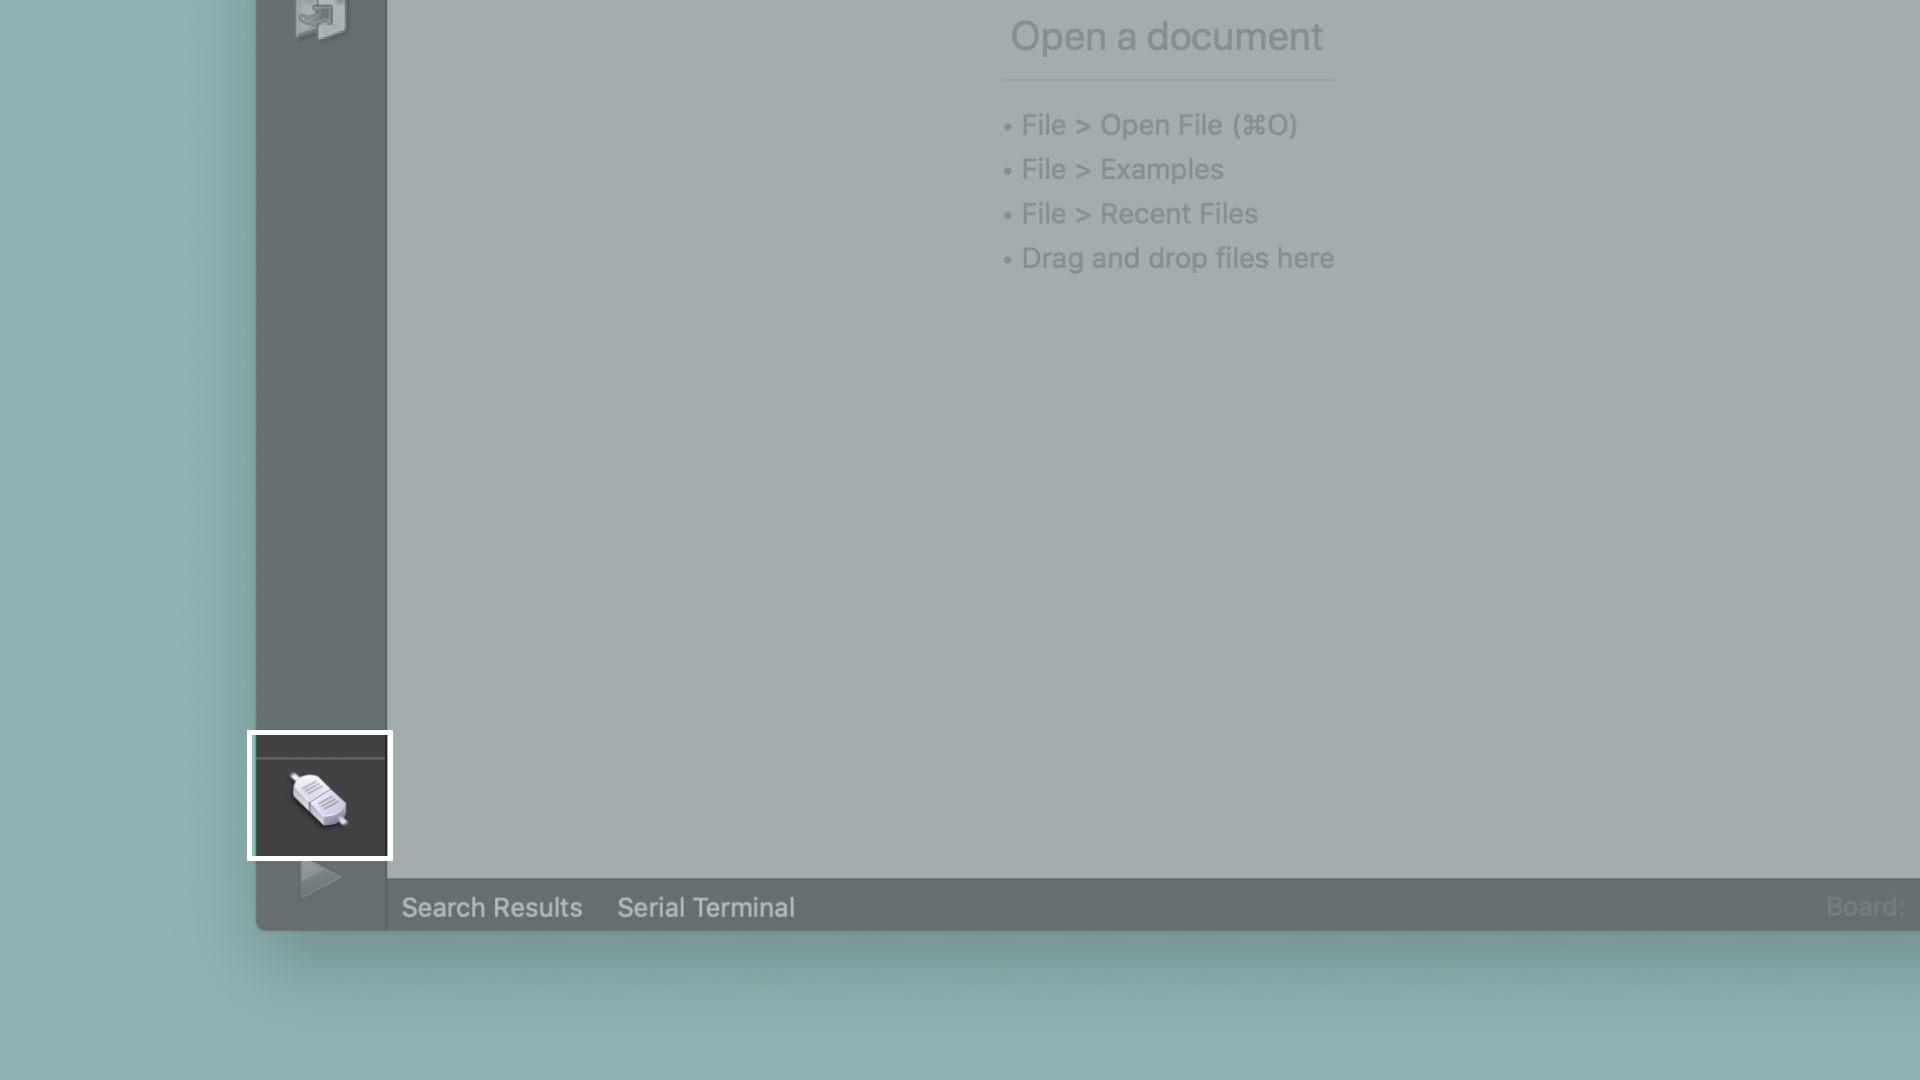 Open a document
• File > Open File (⌘O)
• File > Examples
• File > Recent Files
• Drag and drop files here
Search Results Serial Terminal Board: